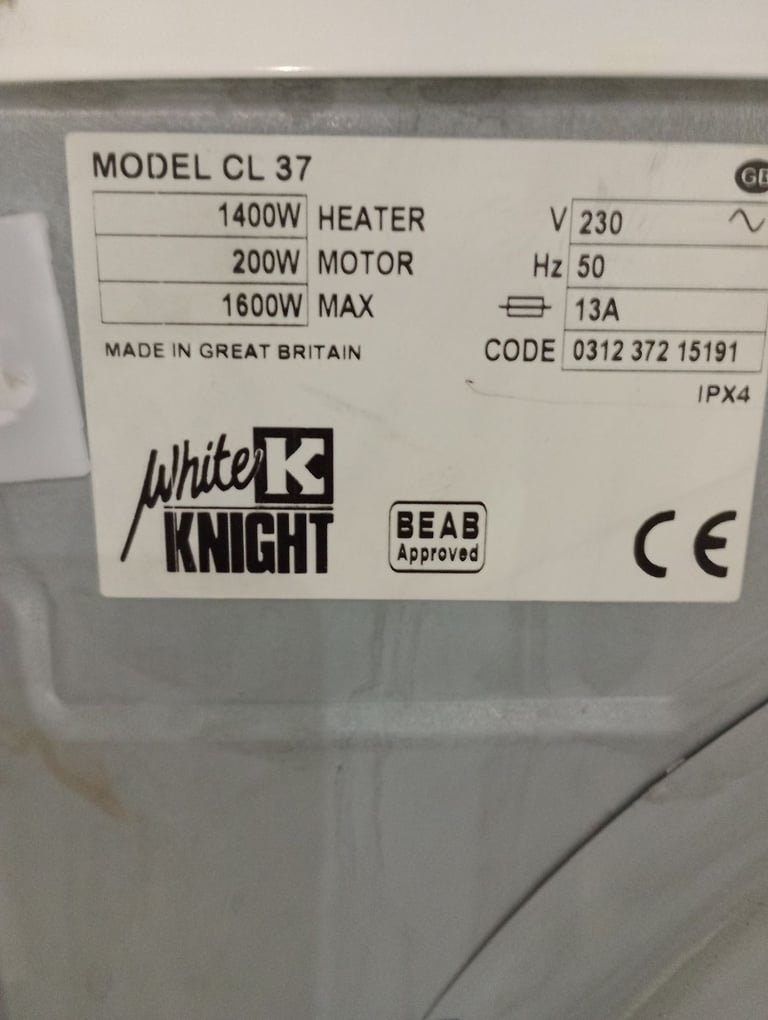 MODEL CL 37
1400W HEATER
200W MOTOR
1600W MAX
MADE IN GREAT BRITAIN
GB
V 230
Hz 50
13A
CODE 0312 372 15191
IPX4
White K
KNIGHT
BEAB
Approved
CE